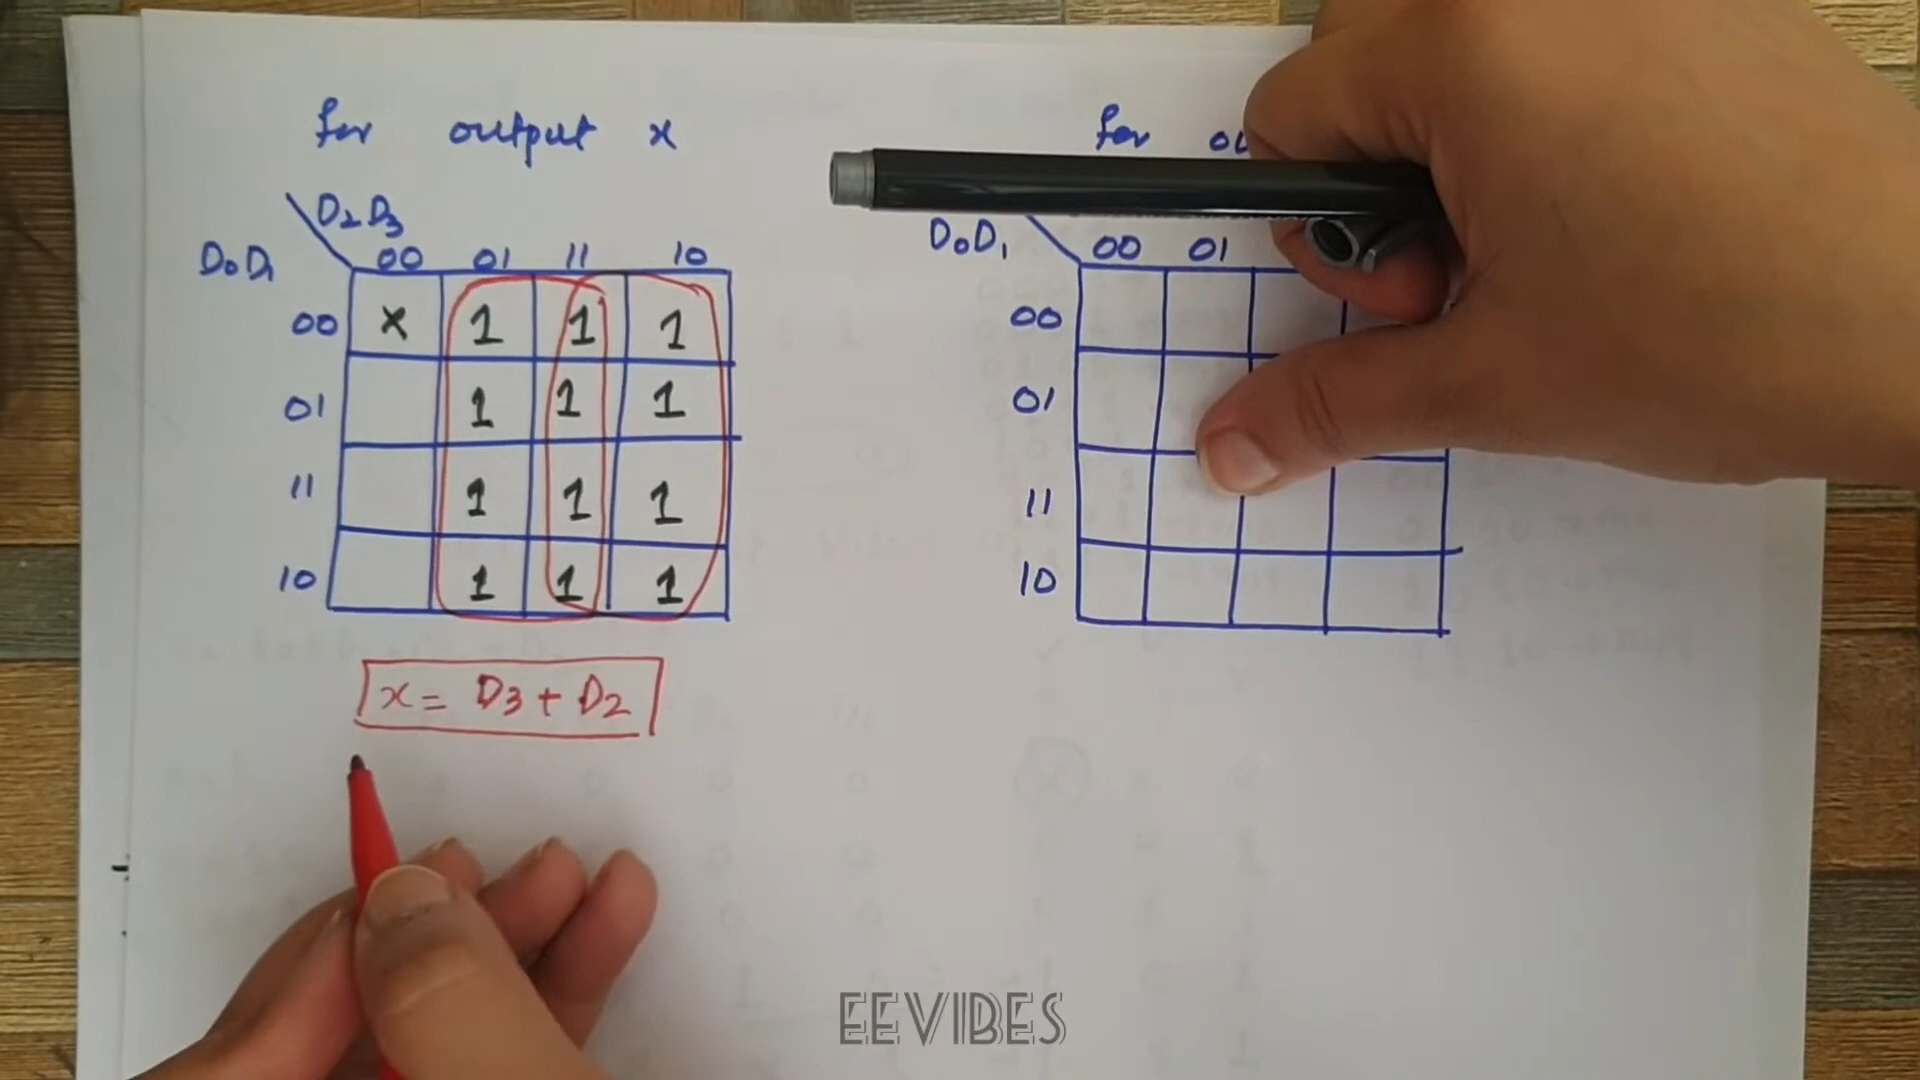 for output x
D2D3
D0D1 00 01 11 10
00 x 1 1 1
01 1 1 1
11 1 1 1
10 1 1 1
x = D3 + D2
for
D0D1 00 01
00
01
11
10
EEVIBES